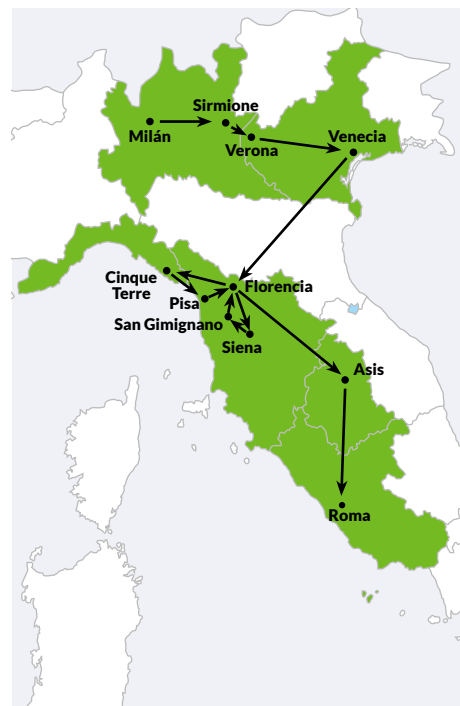 Sirmione
Milán
Verona
Venecia
Cinque
Terre
Pisa
Florencia
San Gimignano
Siena
Asis
Roma